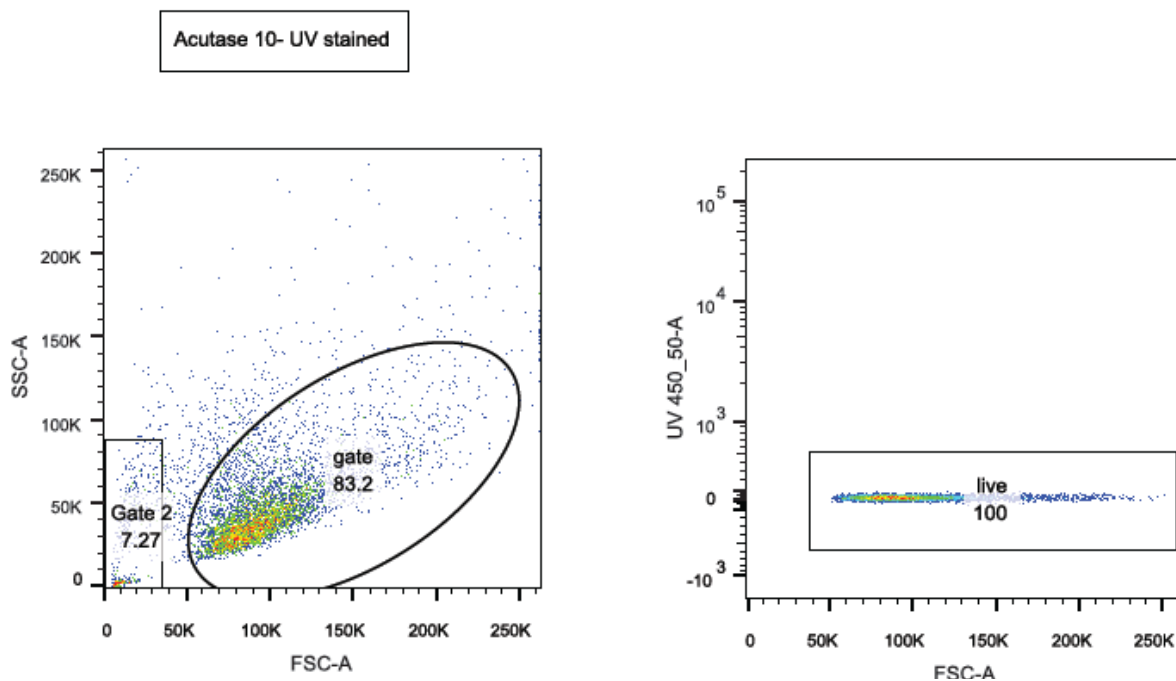 Acutase 10- UV stained
250K
200K
150K
100K
50K
0
SSC-A
gate
83.2
Gate 2
7.27
0
50K
100K
150K
200K
250K
FSC-A
10 5
10 4
10 3
0
-10 3
UV 450_50-A
live
100
0
50K
100K
150K
200K
250K
FSC-A